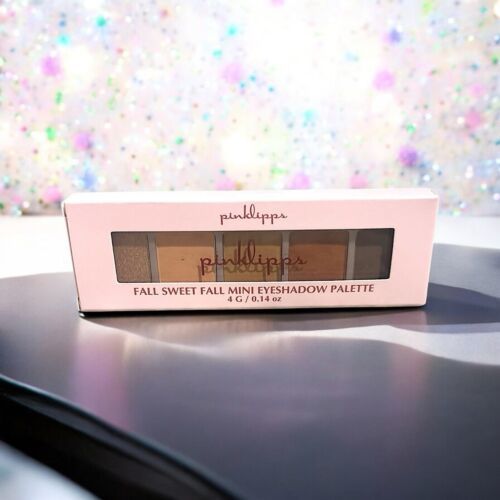 pinklipps
pinklipps
FALL SWEET FALL MINI EYESHADOW PALETTE
4 G / 0.14 oz